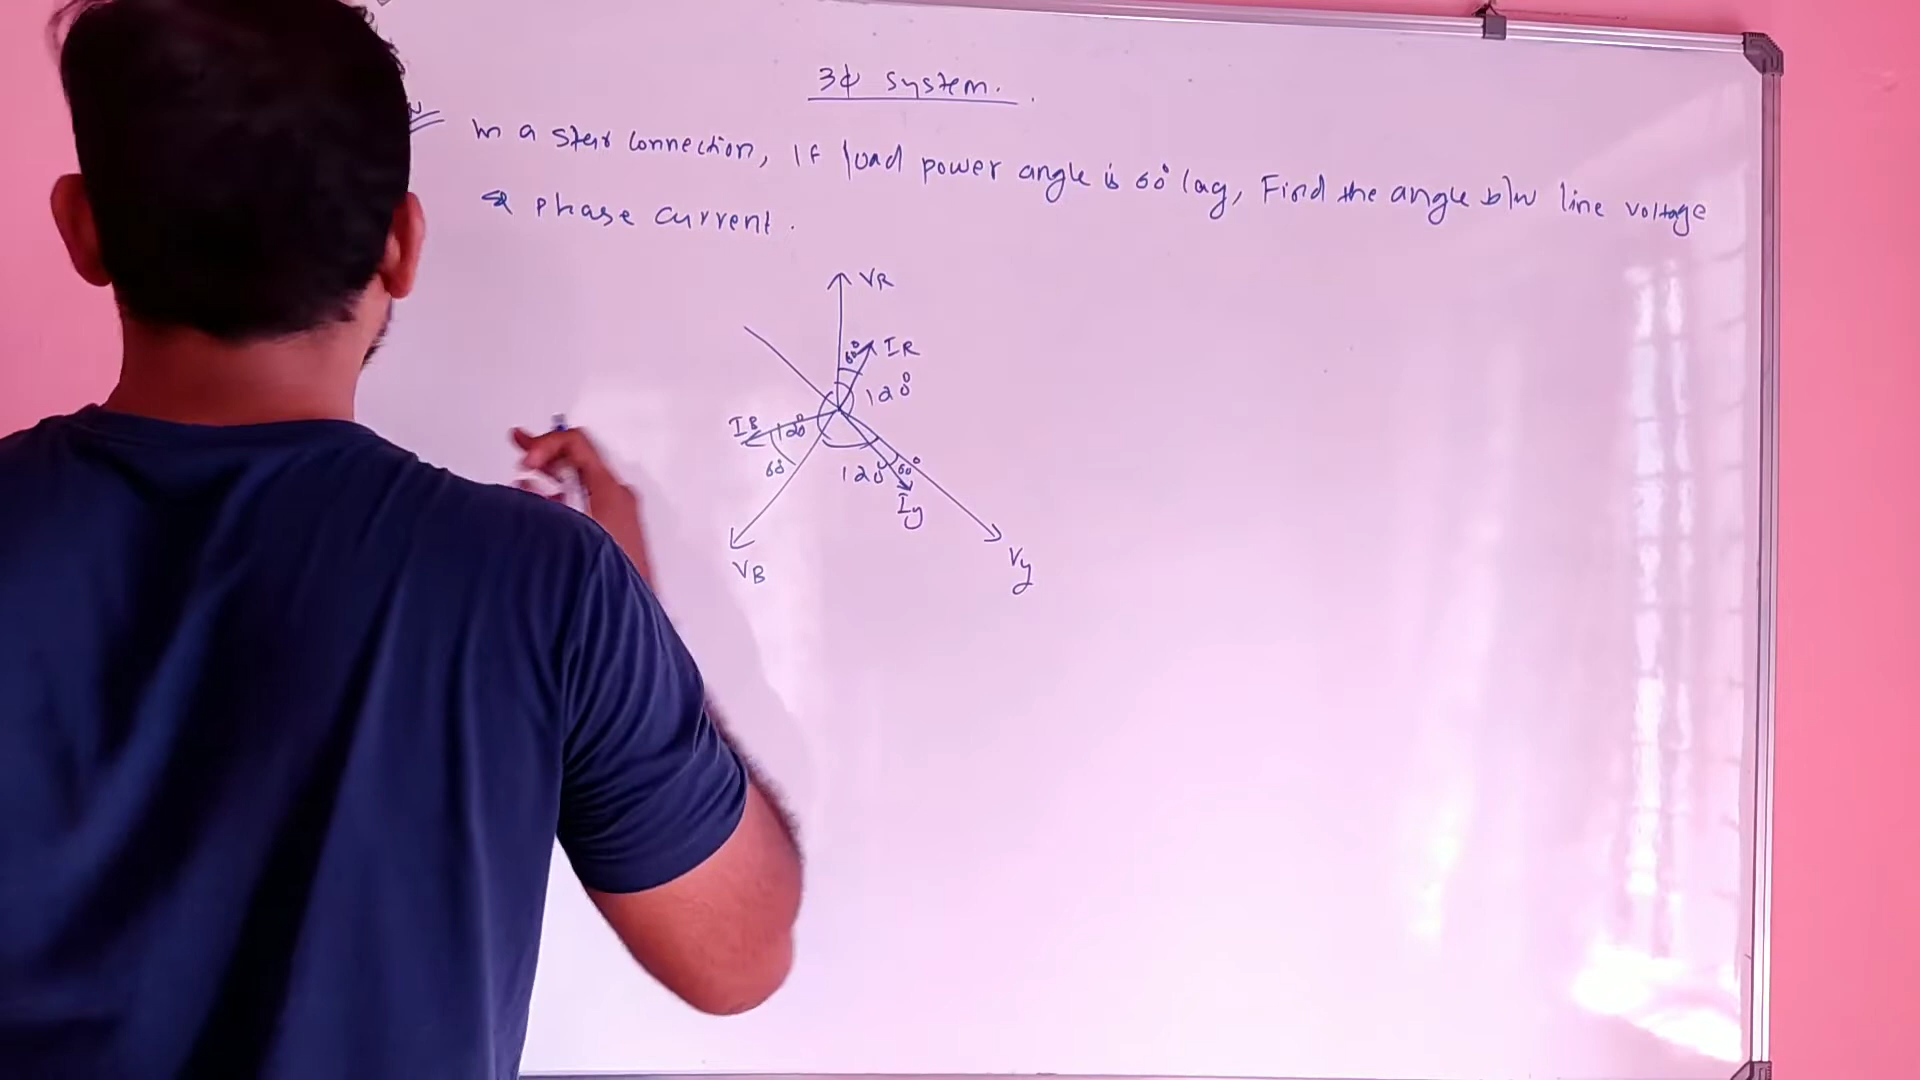 3ϕ system.
In a star connection, If load power angle is 60° lag, Find the angle b/w line voltage
& phase current.
VR
60° IR
120°
IB 120°
60° 120° 60°
Iy
VB Vy